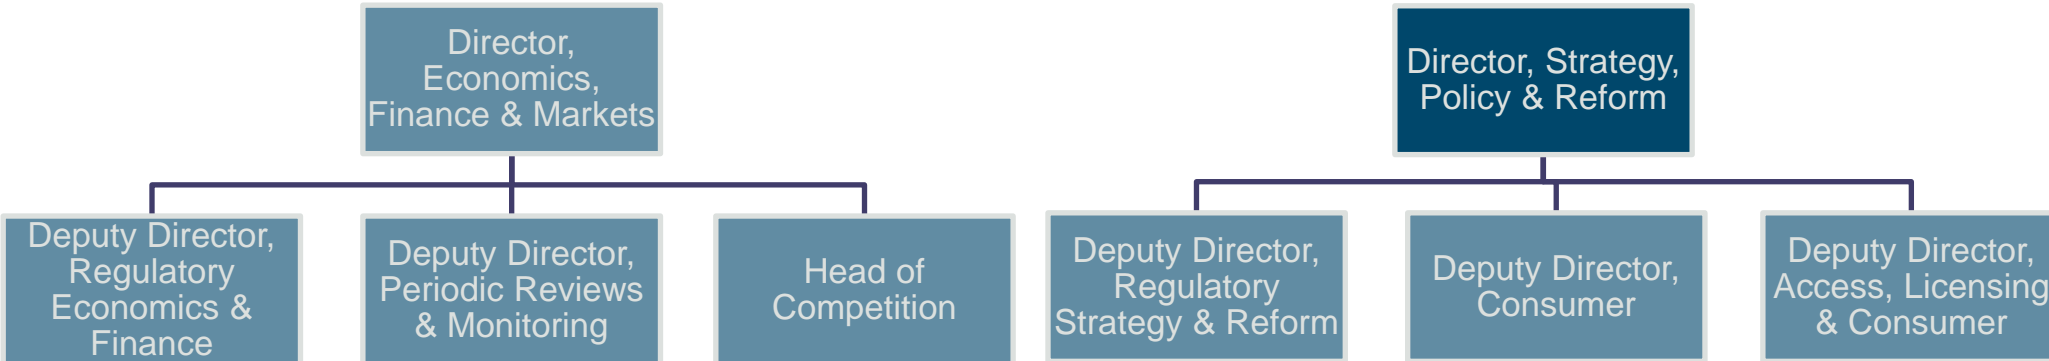 Director,
Economics,
Finance & Markets
Director, Strategy,
Policy & Reform
Deputy Director,
Regulatory
Economics &
Finance
Deputy Director,
Periodic Reviews
& Monitoring
Head of
Competition
Deputy Director,
Regulatory
Strategy & Reform
Deputy Director,
Consumer
Deputy Director,
Access, Licensing
& Consumer